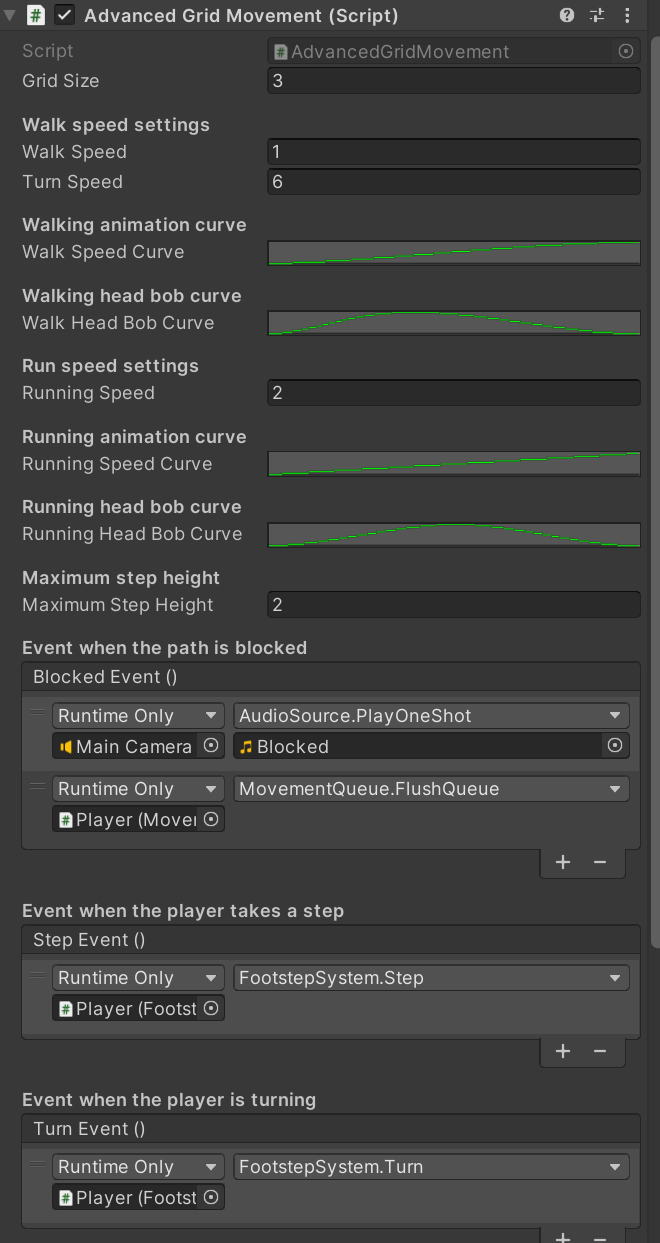 Advanced Grid Movement (Script)
Script AdvancedGridMovement
Grid Size 3
Walk speed settings
Walk Speed 1
Turn Speed 6
Walking animation curve
Walk Speed Curve
Walking head bob curve
Walk Head Bob Curve
Run speed settings
Running Speed 2
Running animation curve
Running Speed Curve
Running head bob curve
Running Head Bob Curve
Maximum step height
Maximum Step Height 2
Event when the path is blocked
Blocked Event ()
Runtime Only AudioSource.PlayOneShot
Main Camera Blocked
Runtime Only MovementQueue.FlushQueue
Player (Mover
Event when the player takes a step
Step Event ()
Runtime Only FootstepSystem.Step
Player (Footst
Event when the player is turning
Turn Event ()
Runtime Only FootstepSystem.Turn
Player (Footst